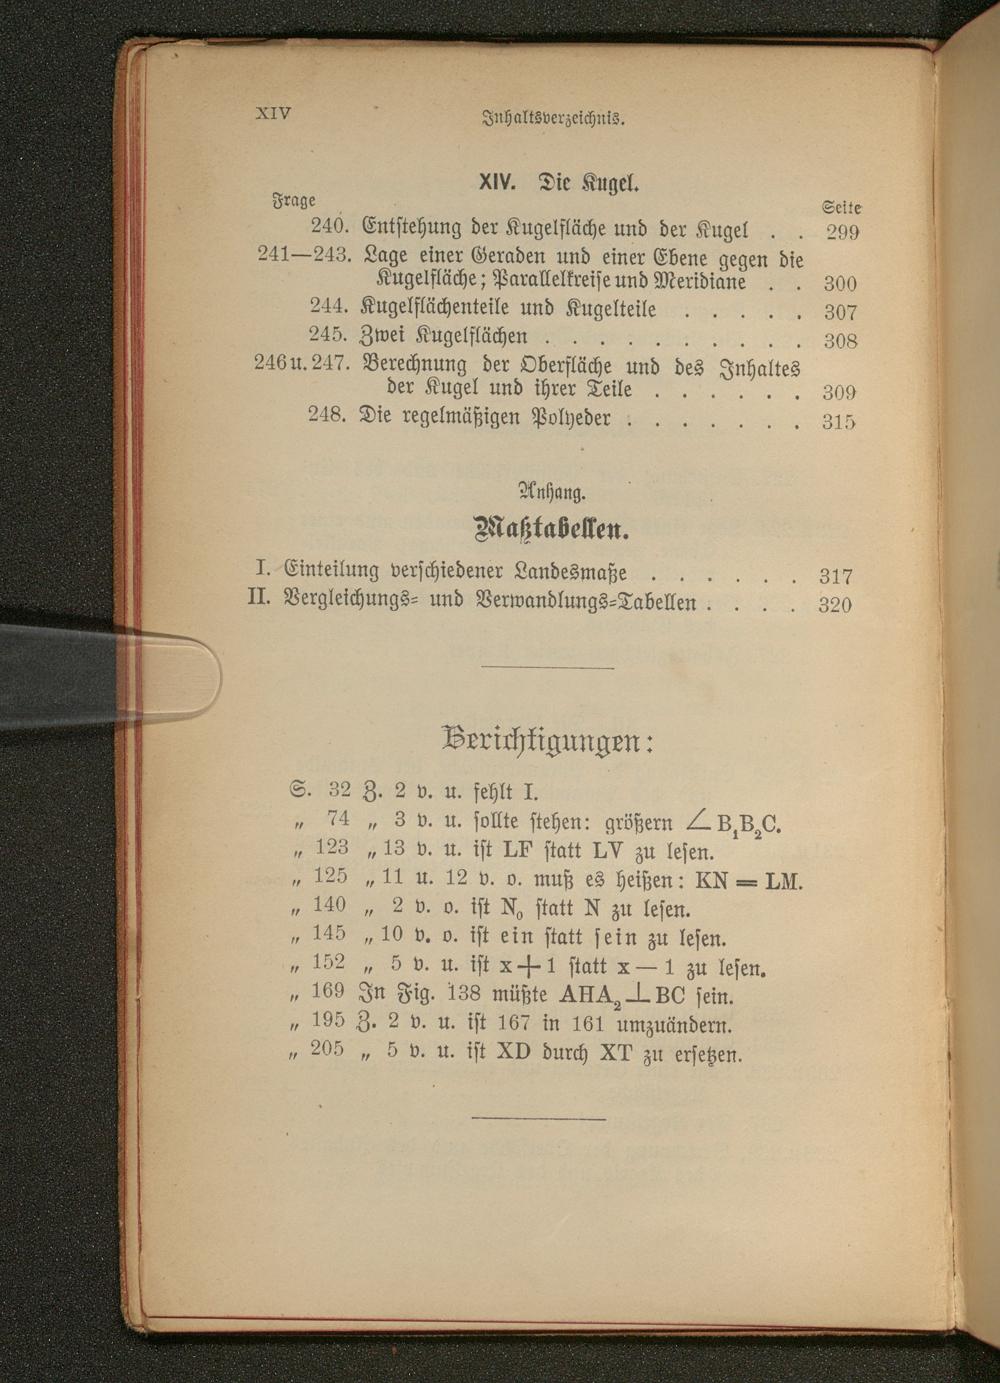 XIV Inhaltsverzeichnis.
XIV. Die Kugel.
Frage Seite
240. Entstehung der Kugelfläche und der Kugel . . 299
241—243. Lage einer Geraden und einer Ebene gegen die
Kugelfläche; Parallelkreise und Meridiane . . 300
244. Kugelflächenteile und Kugelteile . . . . . 307
245. Zwei Kugelflächen . . . . . . . . . . 308
246 u. 247. Berechnung der Oberfläche und des Inhaltes
der Kugel und ihrer Teile . . . . . . 309
248. Die regelmäßigen Polyeder . . . . . . . 315
Anhang.
Maßtabellen.
I. Einteilung verschiedener Landesmaße . . . . . . 317
II. Vergleichungs- und Verwandlungs-Tabellen . . . . 320
Berichtigungen:
S. 32 Z. 2 v. u. fehlt I.
„ 74 „ 3 v. u. sollte stehen: größern ∠ B₁B₂C.
„ 123 „ 13 v. u. ist LF statt LV zu lesen.
„ 125 „ 11 u. 12 v. o. muß es heißen: KN = LM.
„ 140 „ 2 v. o. ist N₀ statt N zu lesen.
„ 145 „ 10 v. o. ist ein statt sein zu lesen.
„ 152 „ 5 v. u. ist x + 1 statt x — 1 zu lesen.
„ 169 In Fig. 138 müßte AHA₂ ⊥ BC sein.
„ 195 Z. 2 v. u. ist 167 in 161 umzuändern.
„ 205 „ 5 v. u. ist XD durch XT zu ersetzen.